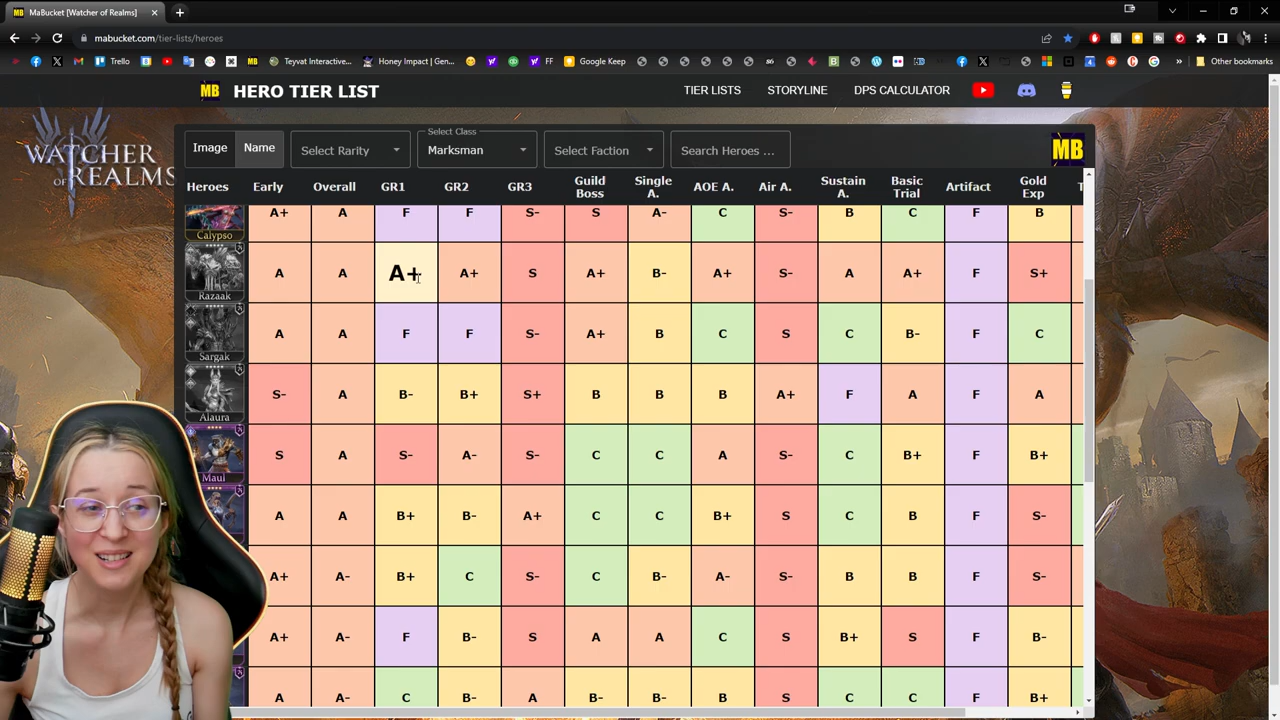 MaBucket [Watcher of Realms]
mabucket.com/tier-lists/heroes
Trello
Teyvat Interactive...
Honey Impact | Gen...
FF
Google Keep
Other bookmarks
MB HERO TIER LIST
TIER LISTS STORYLINE DPS CALCULATOR
WATCHER
OF REALMS
Image Name Select Rarity Select Class Marksman Select Faction Search Heroes ... MB
Heroes Early Overall GR1 GR2 GR3 Guild Boss Single A. AOE A. Air A. Sustain A. Basic Trial Artifact Gold Exp
Calypso A+ A F F S- S A- C S- B C F B
Razaak A A A+ A+ S A+ B- A+ S- A A+ F S+
Sargak A A F F S- A+ B C S C B- F C
Alaura S- A B- B+ S+ B B B A+ F A F A
Maul S A S- A- S- C C A S- C B+ F B+
A A B+ B- A+ C C B+ S C B F S-
A+ A- B+ C S- C B- A- S- B B F S-
A+ A- F B- S A A C S B+ S F B-
A A- C B- A B- B- B S C C F B+